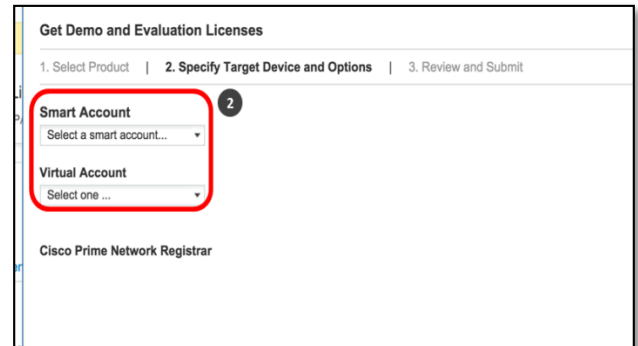 Get Demo and Evaluation Licenses
1. Select Product | 2. Specify Target Device and Options | 3. Review and Submit
Smart Account
2
Select a smart account...
Virtual Account
Select one ...
Cisco Prime Network Registrar